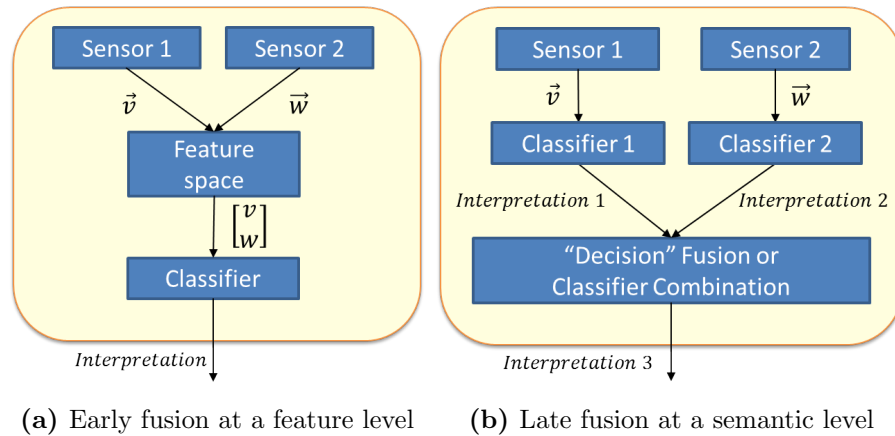 Sensor 1
Sensor 2
v⃗
w⃗
Feature
space
[v
w]
Classifier
Interpretation
(a) Early fusion at a feature level
Sensor 1
Sensor 2
v⃗
w⃗
Classifier 1
Classifier 2
Interpretation 1
Interpretation 2
“Decision” Fusion or
Classifier Combination
Interpretation 3
(b) Late fusion at a semantic level